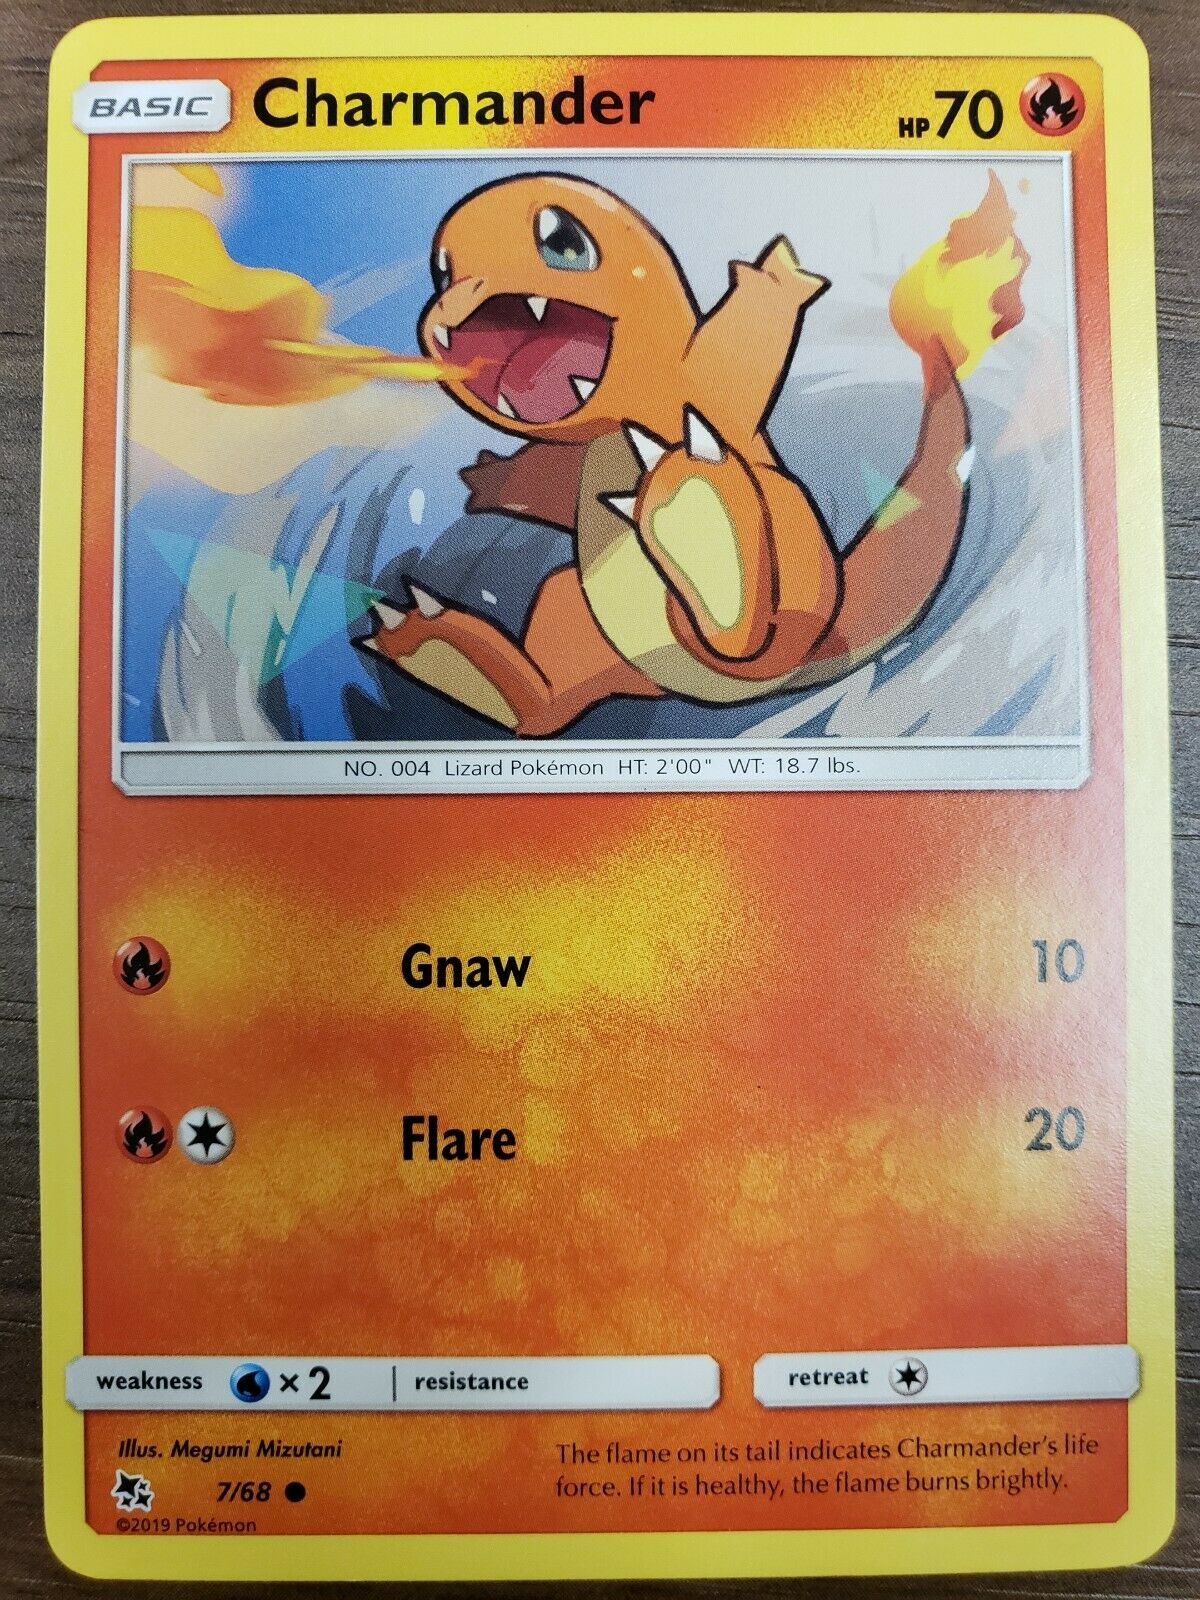 BASIC Charmander HP 70
NO. 004 Lizard Pokémon HT: 2'00" WT: 18.7 lbs.
Gnaw 10
Flare 20
weakness × 2 resistance retreat
Illus. Megumi Mizutani
7/68
©2019 Pokémon
The flame on its tail indicates Charmander's life
force. If it is healthy, the flame burns brightly.